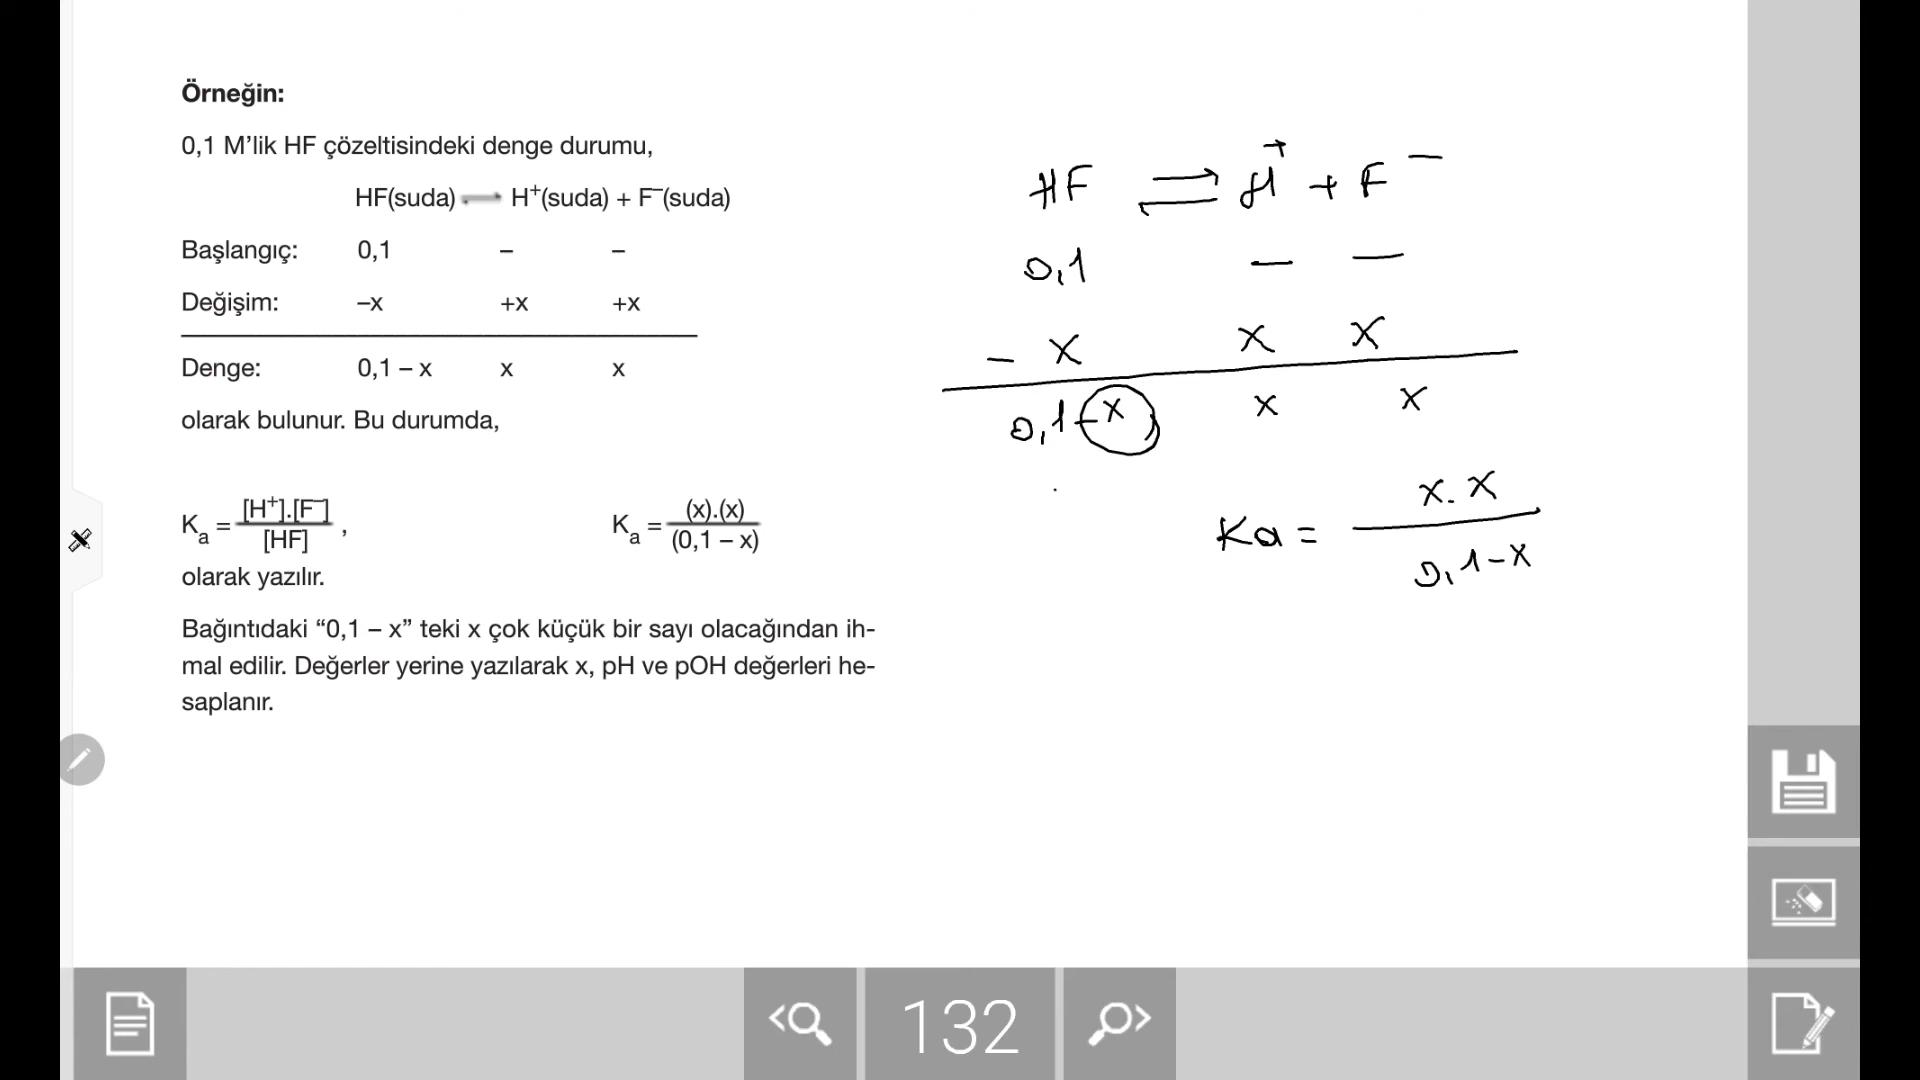 Örneğin:
0,1 M’lik HF çözeltisindeki denge durumu,
HF(suda) ⇌ H⁺(suda) + F⁻(suda)
Başlangıç: 0,1 – –
Değişim: –x +x +x
Denge: 0,1 – x x x
olarak bulunur. Bu durumda,
Kₐ = [H⁺].[F⁻] / [HF] , Kₐ = (x).(x) / (0,1 – x)
olarak yazılır.
Bağıntıdaki “0,1 – x” teki x çok küçük bir sayı olacağından ih-
mal edilir. Değerler yerine yazılarak x, pH ve pOH değerleri he-
saplanır.
HF ⇌ H⁺ + F⁻
0,1 — —
- x x x
0,1-x x x
Ka = x.x / 0,1-x
132